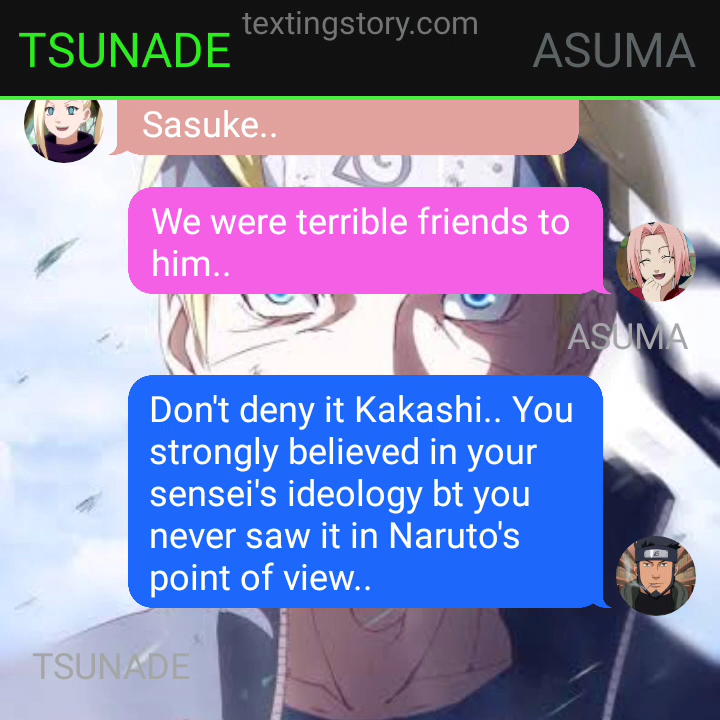 textingstory.com
TSUNADE
ASUMA
Sasuke..
We were terrible friends to
him..
ASUMA
Don't deny it Kakashi.. You
strongly believed in your
sensei's ideology bt you
never saw it in Naruto's
point of view..
TSUNADE